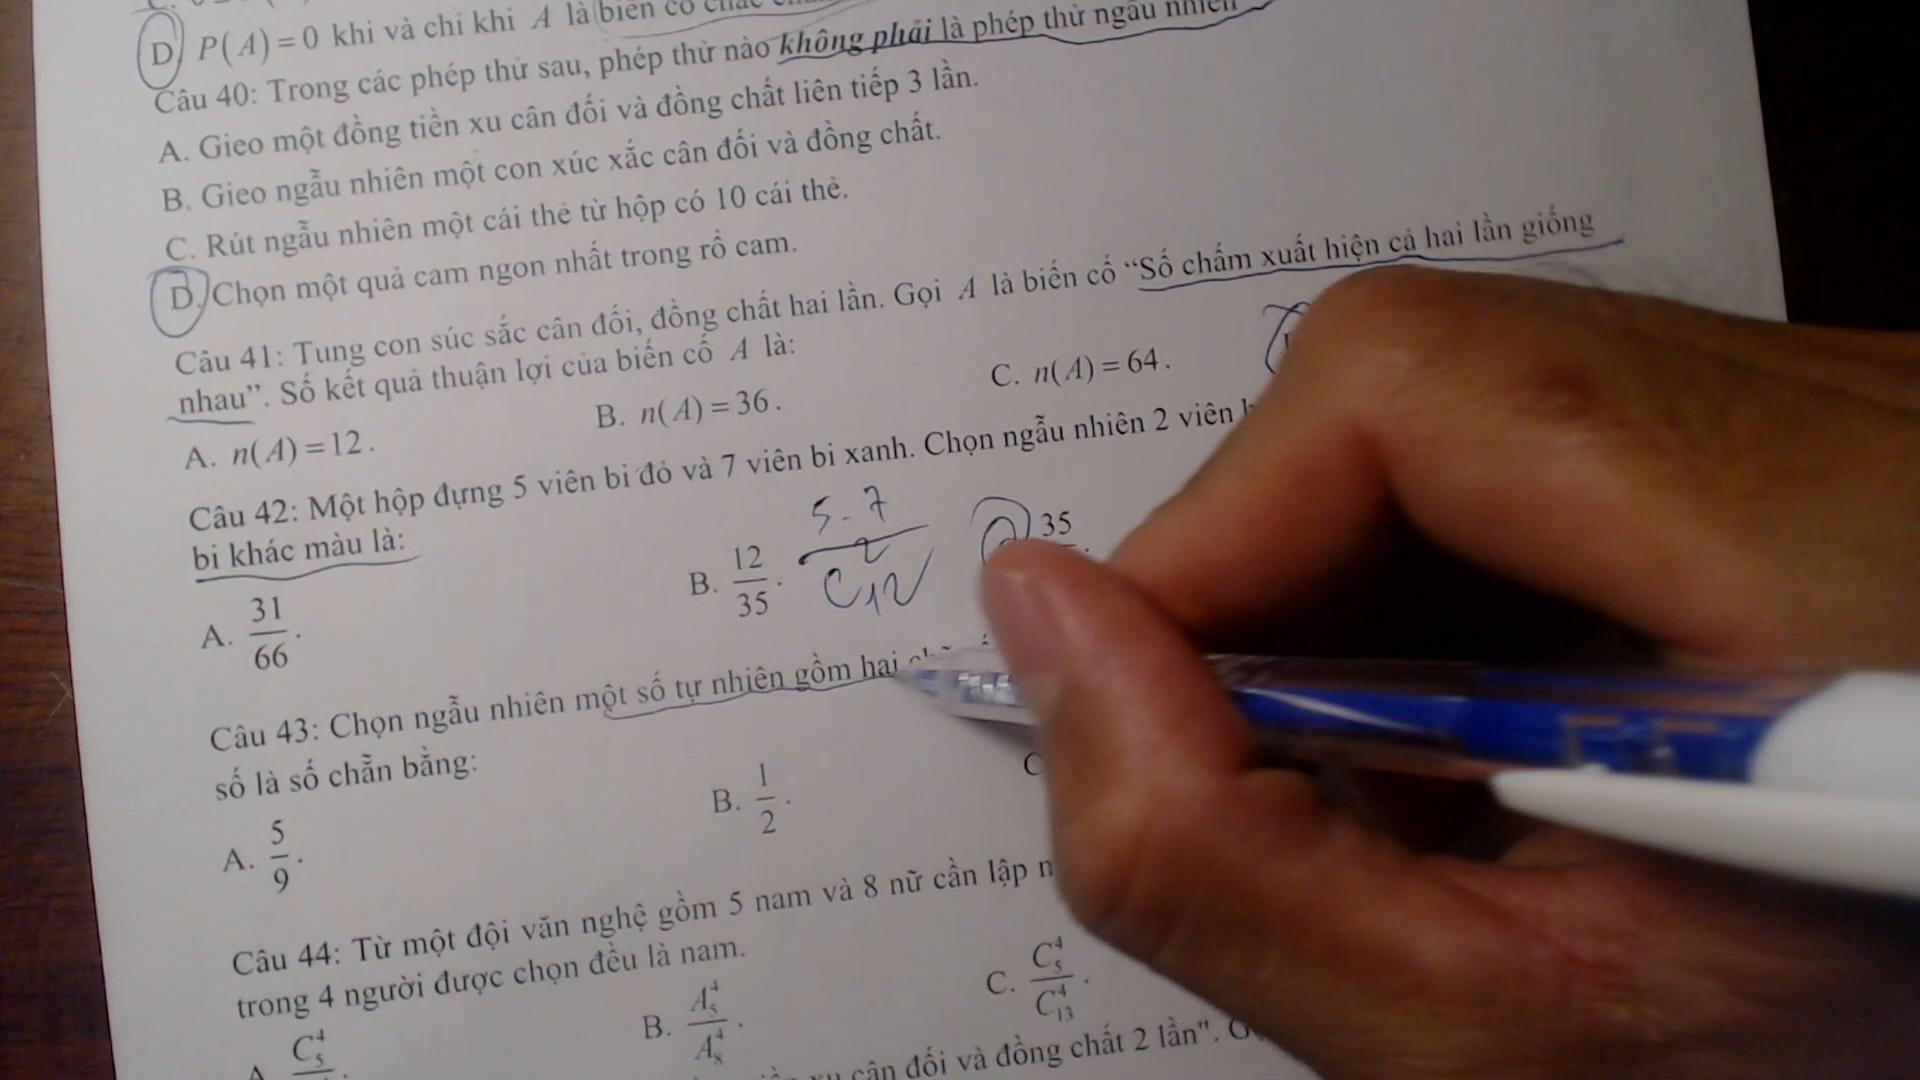 D. P(A) = 0 khi và chỉ khi A là biến cố
Câu 40: Trong các phép thử sau, phép thử nào không phải là phép thử ngẫu nhiên
A. Gieo một đồng tiền xu cân đối và đồng chất liên tiếp 3 lần.
B. Gieo ngẫu nhiên một con xúc xắc cân đối và đồng chất.
C. Rút ngẫu nhiên một cái thẻ từ hộp có 10 cái thẻ.
D. Chọn một quả cam ngon nhất trong rổ cam.
Câu 41: Tung con súc sắc cân đối, đồng chất hai lần. Gọi A là biến cố “Số chấm xuất hiện cả hai lần giống
nhau”. Số kết quả thuận lợi của biến cố A là:
A. n(A) = 12. B. n(A) = 36. C. n(A) = 64.
Câu 42: Một hộp đựng 5 viên bi đỏ và 7 viên bi xanh. Chọn ngẫu nhiên 2 viên
bi khác màu là:
A. 31/66. B. 12/35. 5.7/C²₁₂ 35
Câu 43: Chọn ngẫu nhiên một số tự nhiên gồm hai
số là số chẵn bằng:
A. 5/9. B. 1/2. C
Câu 44: Từ một đội văn nghệ gồm 5 nam và 8 nữ cần lập
trong 4 người được chọn đều là nam.
C⁴₅ B. A⁴₅/A⁴₈. C. C⁴₅/C⁴₁₃.
cân đối và đồng chất 2 lần".